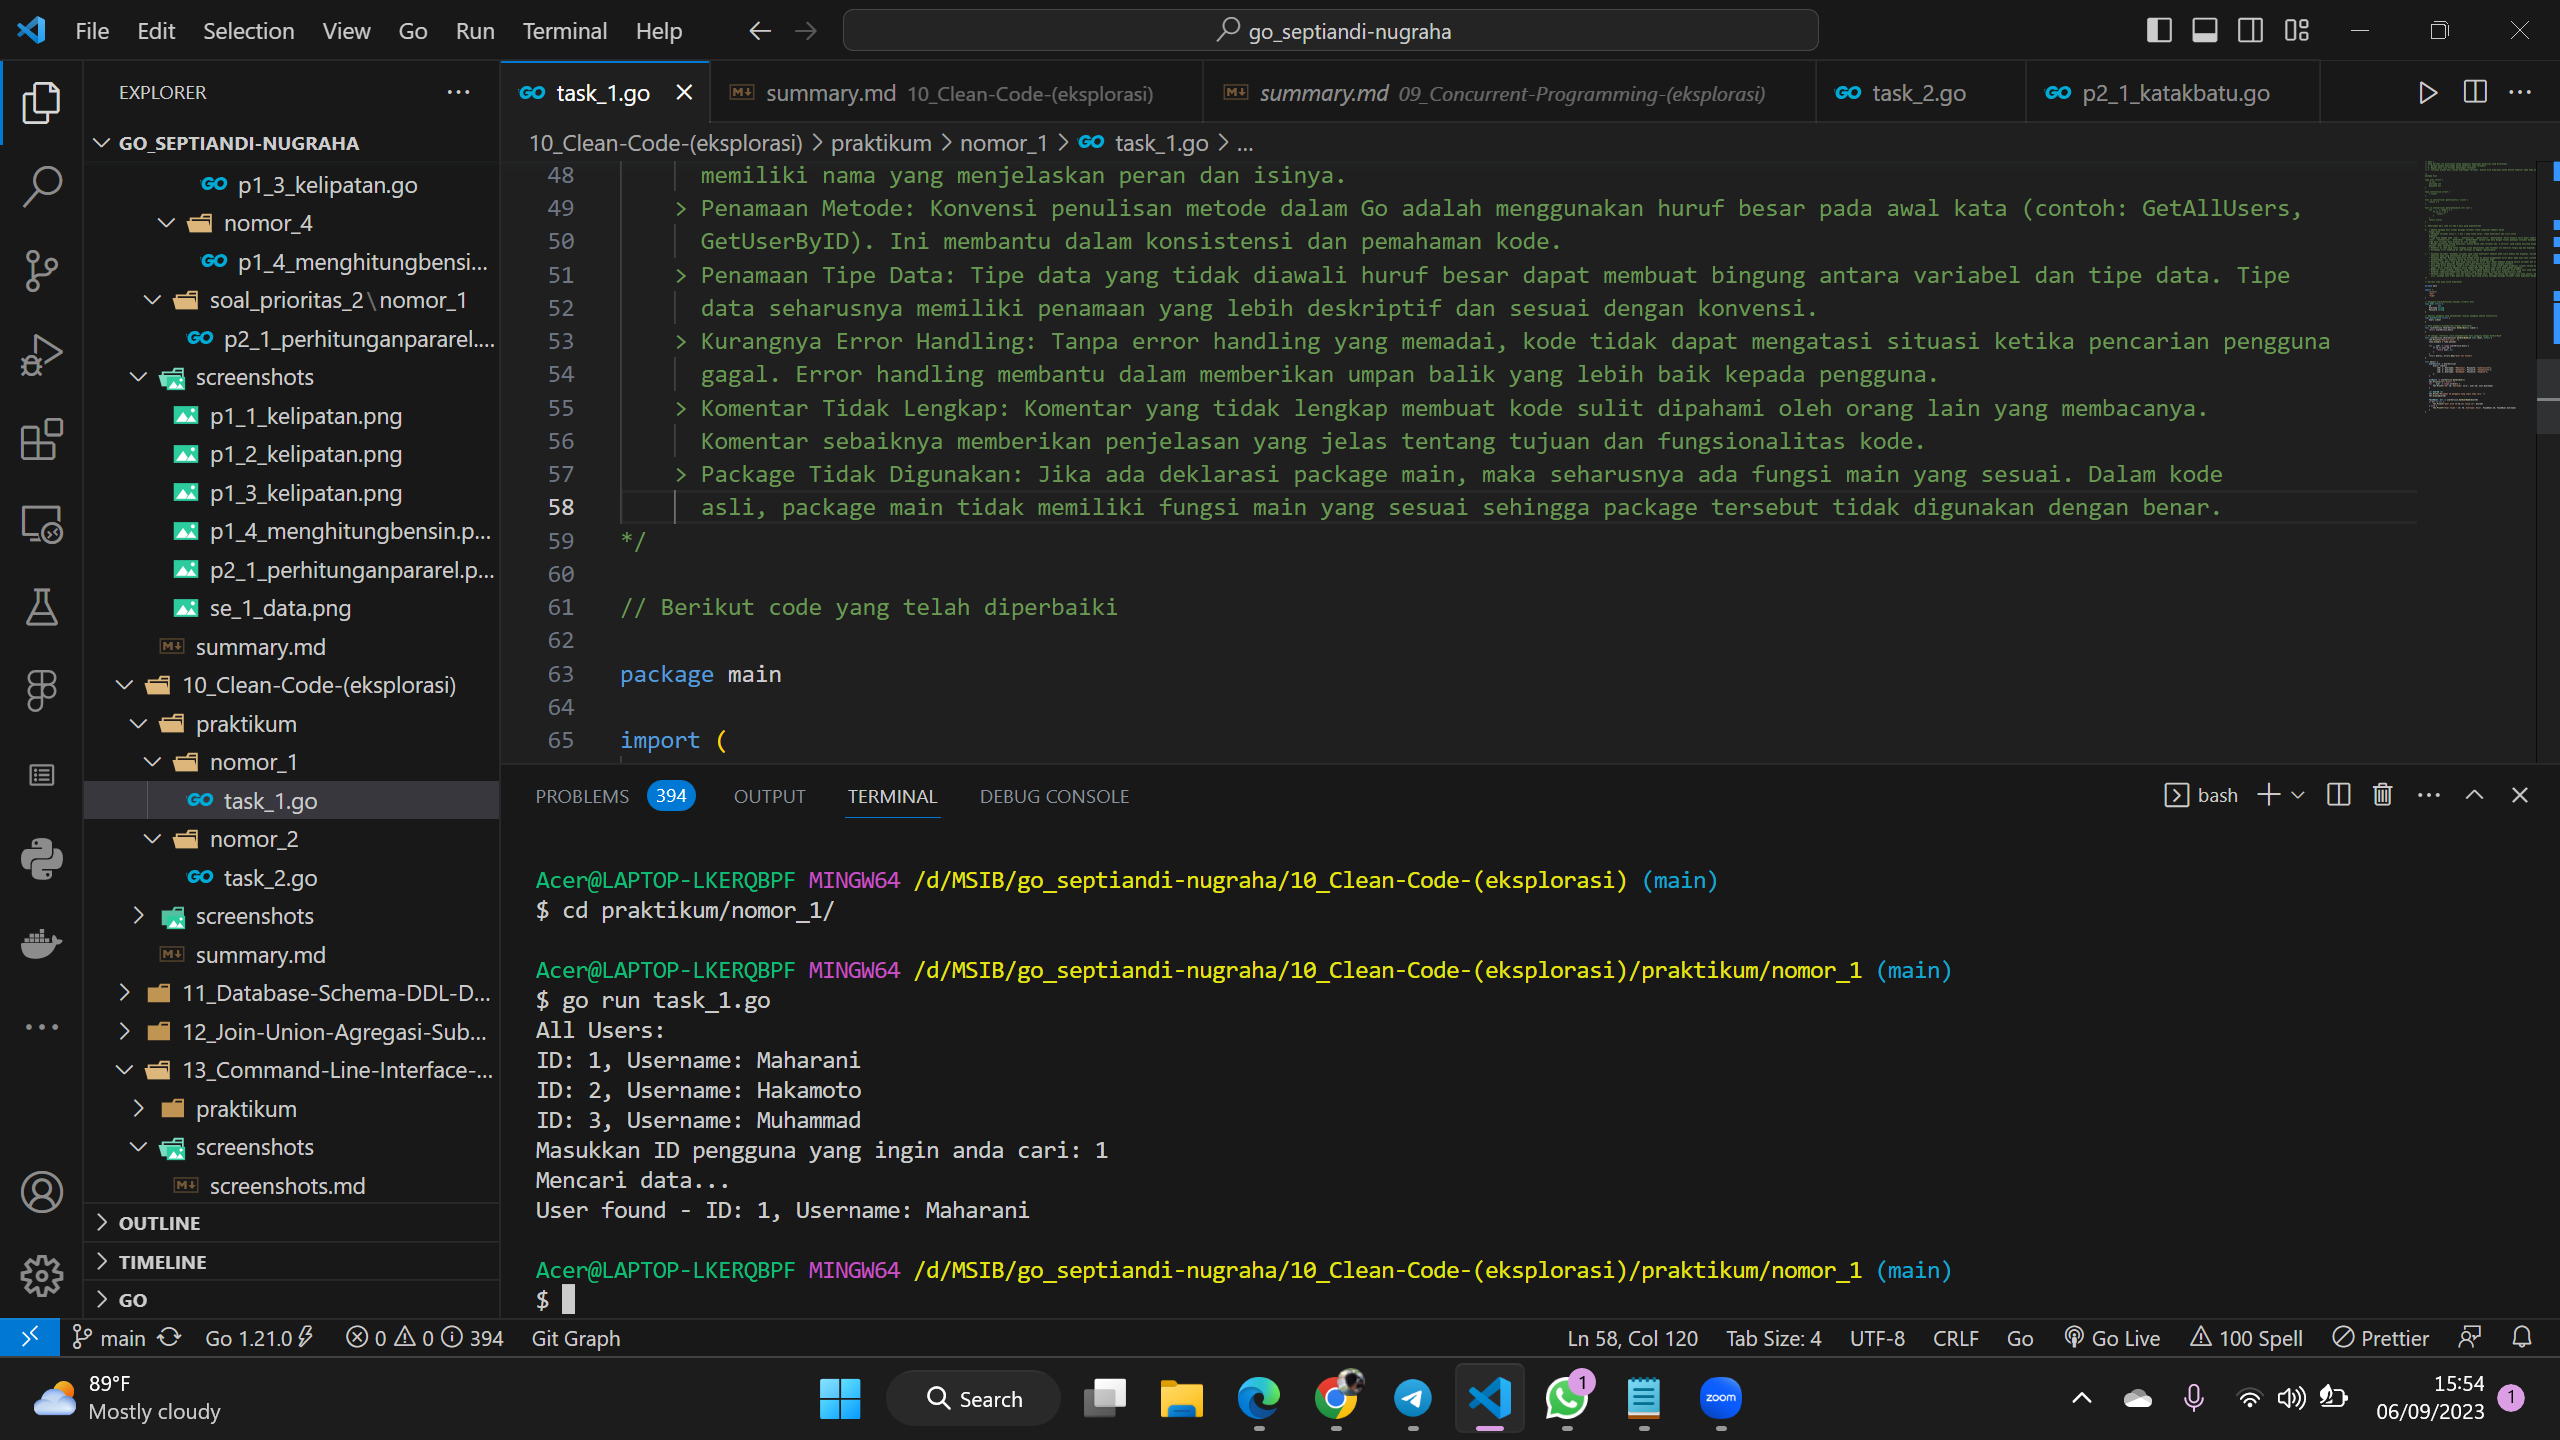 File Edit Selection View Go Run Terminal Help
go_septiandi-nugraha
EXPLORER
GO_SEPTIANDI-NUGRAHA
p1_3_kelipatan.go
nomor_4
p1_4_menghitungbensi...
soal_prioritas_2\nomor_1
p2_1_perhitunganpararel....
screenshots
p1_1_kelipatan.png
p1_2_kelipatan.png
p1_3_kelipatan.png
p1_4_menghitungbensin.p...
p2_1_perhitunganpararel.p...
se_1_data.png
summary.md
10_Clean-Code-(eksplorasi)
praktikum
nomor_1
task_1.go
nomor_2
task_2.go
screenshots
summary.md
11_Database-Schema-DDL-D...
12_Join-Union-Agregasi-Sub...
13_Command-Line-Interface-...
praktikum
screenshots
screenshots.md
OUTLINE
TIMELINE
GO
task_1.go summary.md 10_Clean-Code-(eksplorasi) summary.md 09_Concurrent-Programming-(eksplorasi) task_2.go p2_1_katakbatu.go
10_Clean-Code-(eksplorasi) > praktikum > nomor_1 > task_1.go > ...
48 memiliki nama yang menjelaskan peran dan isinya.
49 > Penamaan Metode: Konvensi penulisan metode dalam Go adalah menggunakan huruf besar pada awal kata (contoh: GetAllUsers,
50 GetUserByID). Ini membantu dalam konsistensi dan pemahaman kode.
51 > Penamaan Tipe Data: Tipe data yang tidak diawali huruf besar dapat membuat bingung antara variabel dan tipe data. Tipe
52 data seharusnya memiliki penamaan yang lebih deskriptif dan sesuai dengan konvensi.
53 > Kurangnya Error Handling: Tanpa error handling yang memadai, kode tidak dapat mengatasi situasi ketika pencarian pengguna
54 gagal. Error handling membantu dalam memberikan umpan balik yang lebih baik kepada pengguna.
55 > Komentar Tidak Lengkap: Komentar yang tidak lengkap membuat kode sulit dipahami oleh orang lain yang membacanya.
56 Komentar sebaiknya memberikan penjelasan yang jelas tentang tujuan dan fungsionalitas kode.
57 > Package Tidak Digunakan: Jika ada deklarasi package main, maka seharusnya ada fungsi main yang sesuai. Dalam kode
58 asli, package main tidak memiliki fungsi main yang sesuai sehingga package tersebut tidak digunakan dengan benar.
59 */
60
61 // Berikut code yang telah diperbaiki
62
63 package main
64
65 import (
PROBLEMS 394 OUTPUT TERMINAL DEBUG CONSOLE bash
Acer@LAPTOP-LKERQBPF MINGW64 /d/MSIB/go_septiandi-nugraha/10_Clean-Code-(eksplorasi) (main)
$ cd praktikum/nomor_1/
Acer@LAPTOP-LKERQBPF MINGW64 /d/MSIB/go_septiandi-nugraha/10_Clean-Code-(eksplorasi)/praktikum/nomor_1 (main)
$ go run task_1.go
All Users:
ID: 1, Username: Maharani
ID: 2, Username: Hakamoto
ID: 3, Username: Muhammad
Masukkan ID pengguna yang ingin anda cari: 1
Mencari data...
User found - ID: 1, Username: Maharani
Acer@LAPTOP-LKERQBPF MINGW64 /d/MSIB/go_septiandi-nugraha/10_Clean-Code-(eksplorasi)/praktikum/nomor_1 (main)
$
main Go 1.21.0 0 0 394 Git Graph Ln 58, Col 120 Tab Size: 4 UTF-8 CRLF Go Go Live 100 Spell Prettier
89°F
Mostly cloudy
Search
1
zoom
15:54
06/09/2023
1